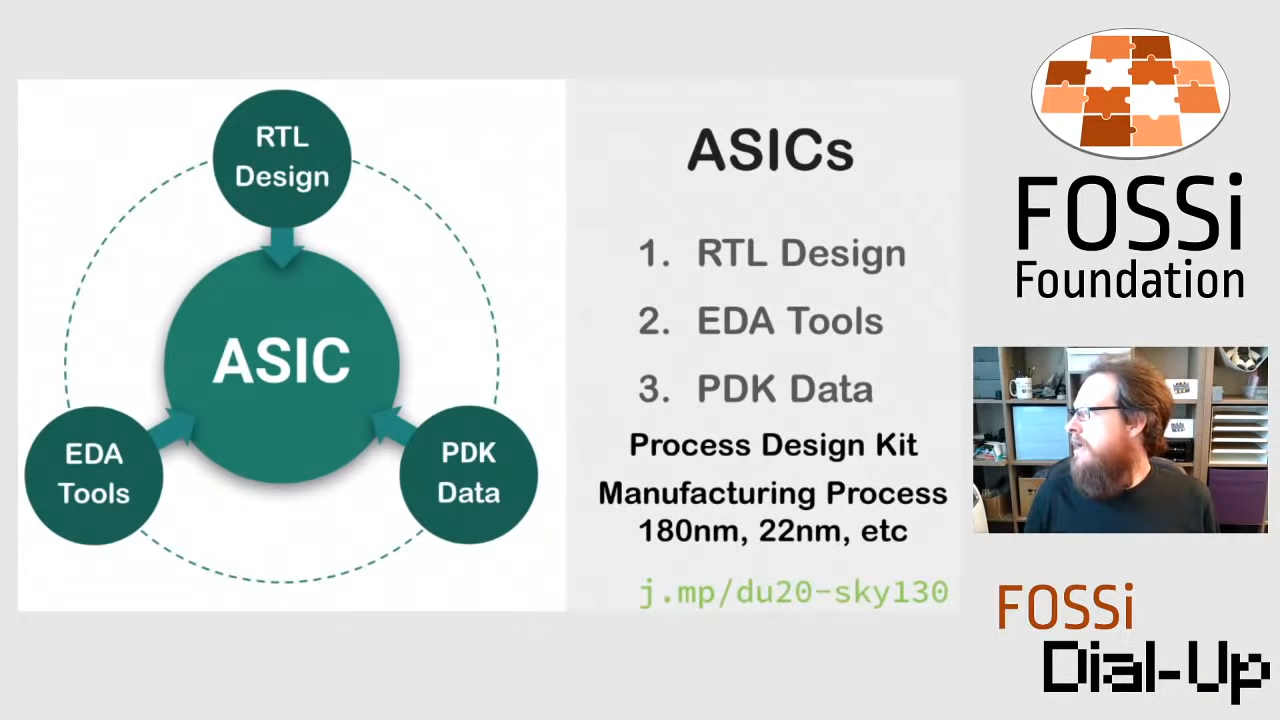 RTL
Design
ASIC
EDA
Tools
PDK
Data
ASICs
1. RTL Design
2. EDA Tools
3. PDK Data
Process Design Kit
Manufacturing Process
180nm, 22nm, etc
j.mp/du20-sky130
FOSSi
Foundation
FOSSi
Dial-Up